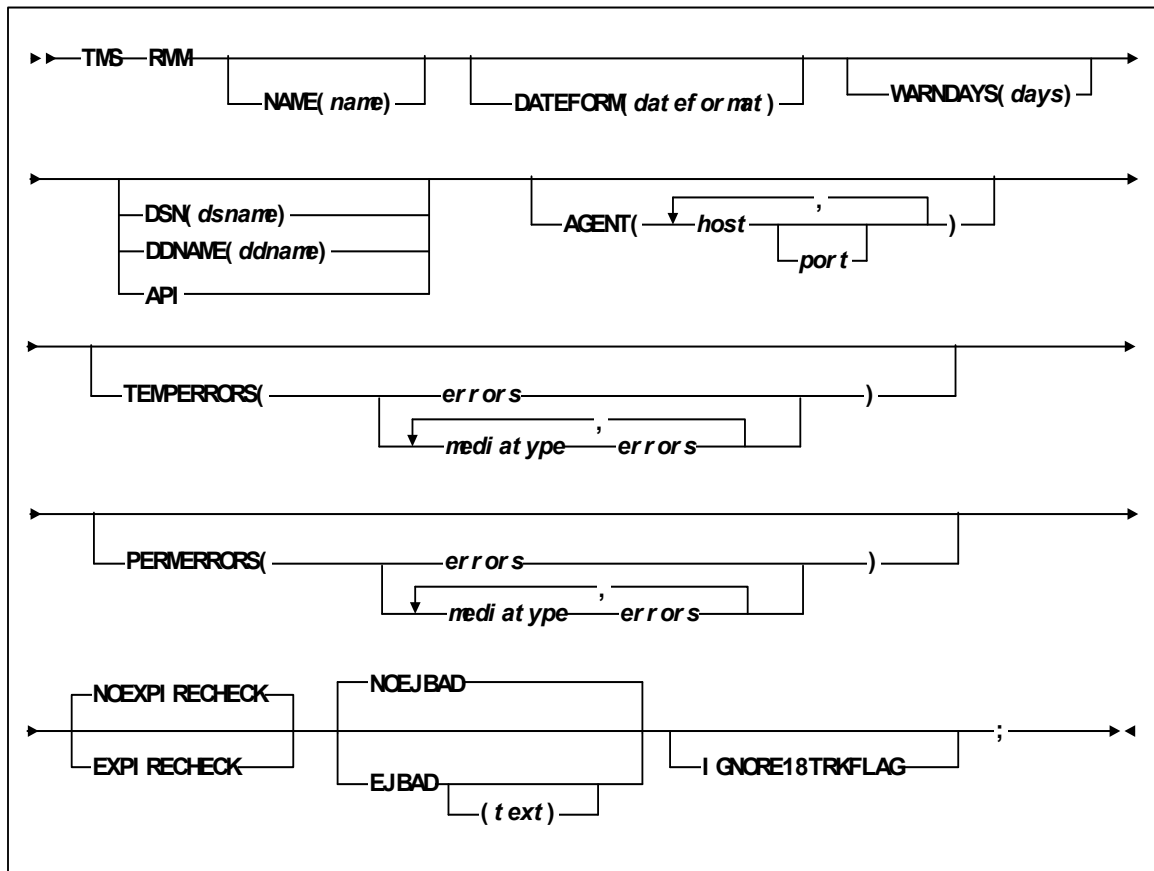 TMS RMM
NAME(name) DATEFORM(dateformat) WARNDAYS(days)
DSN(dsname) AGENT( host , port )
DDNAME(ddname)
API
TEMPERRORS( errors )
mediatype , errors
PERMERRORS( errors )
mediatype , errors
NOEXPIRECHECK NOEJBAD
;
EXPIRECHECK EJBAD IGNORE18TRKFLAG
(text)